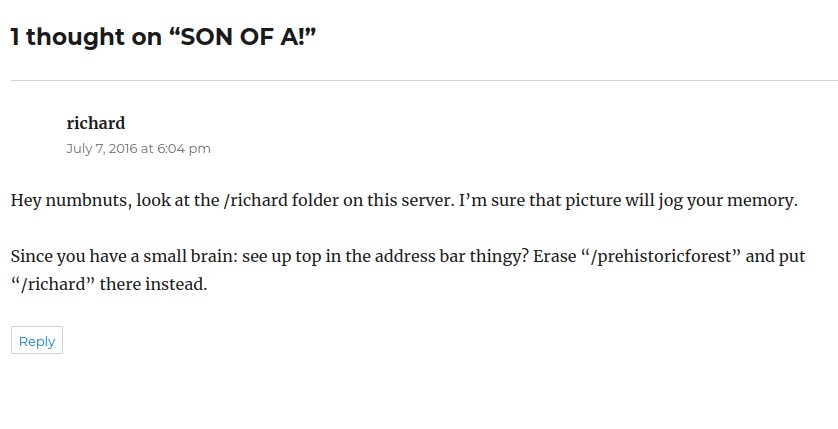 1 thought on “SON OF A!”
richard
July 7, 2016 at 6:04 pm
Hey numbnuts, look at the /richard folder on this server. I’m sure that picture will jog your memory.
Since you have a small brain: see up top in the address bar thingy? Erase “/prehistoricforest” and put
“/richard” there instead.
Reply